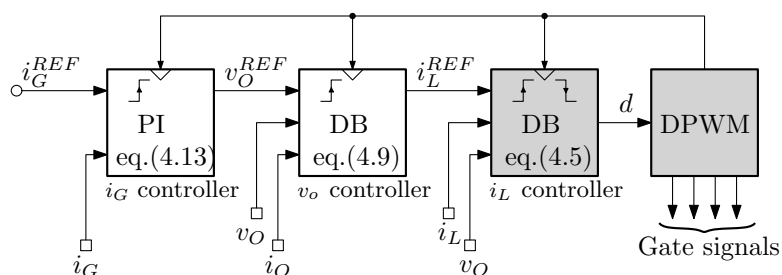 i_G^{REF}
v_O^{REF}
i_L^{REF}
d
PI
eq.(4.13)
DB
eq.(4.9)
DB
eq.(4.5)
DPWM
i_G controller
v_o controller
i_L controller
i_G
v_O
i_O
i_L
v_O
Gate signals